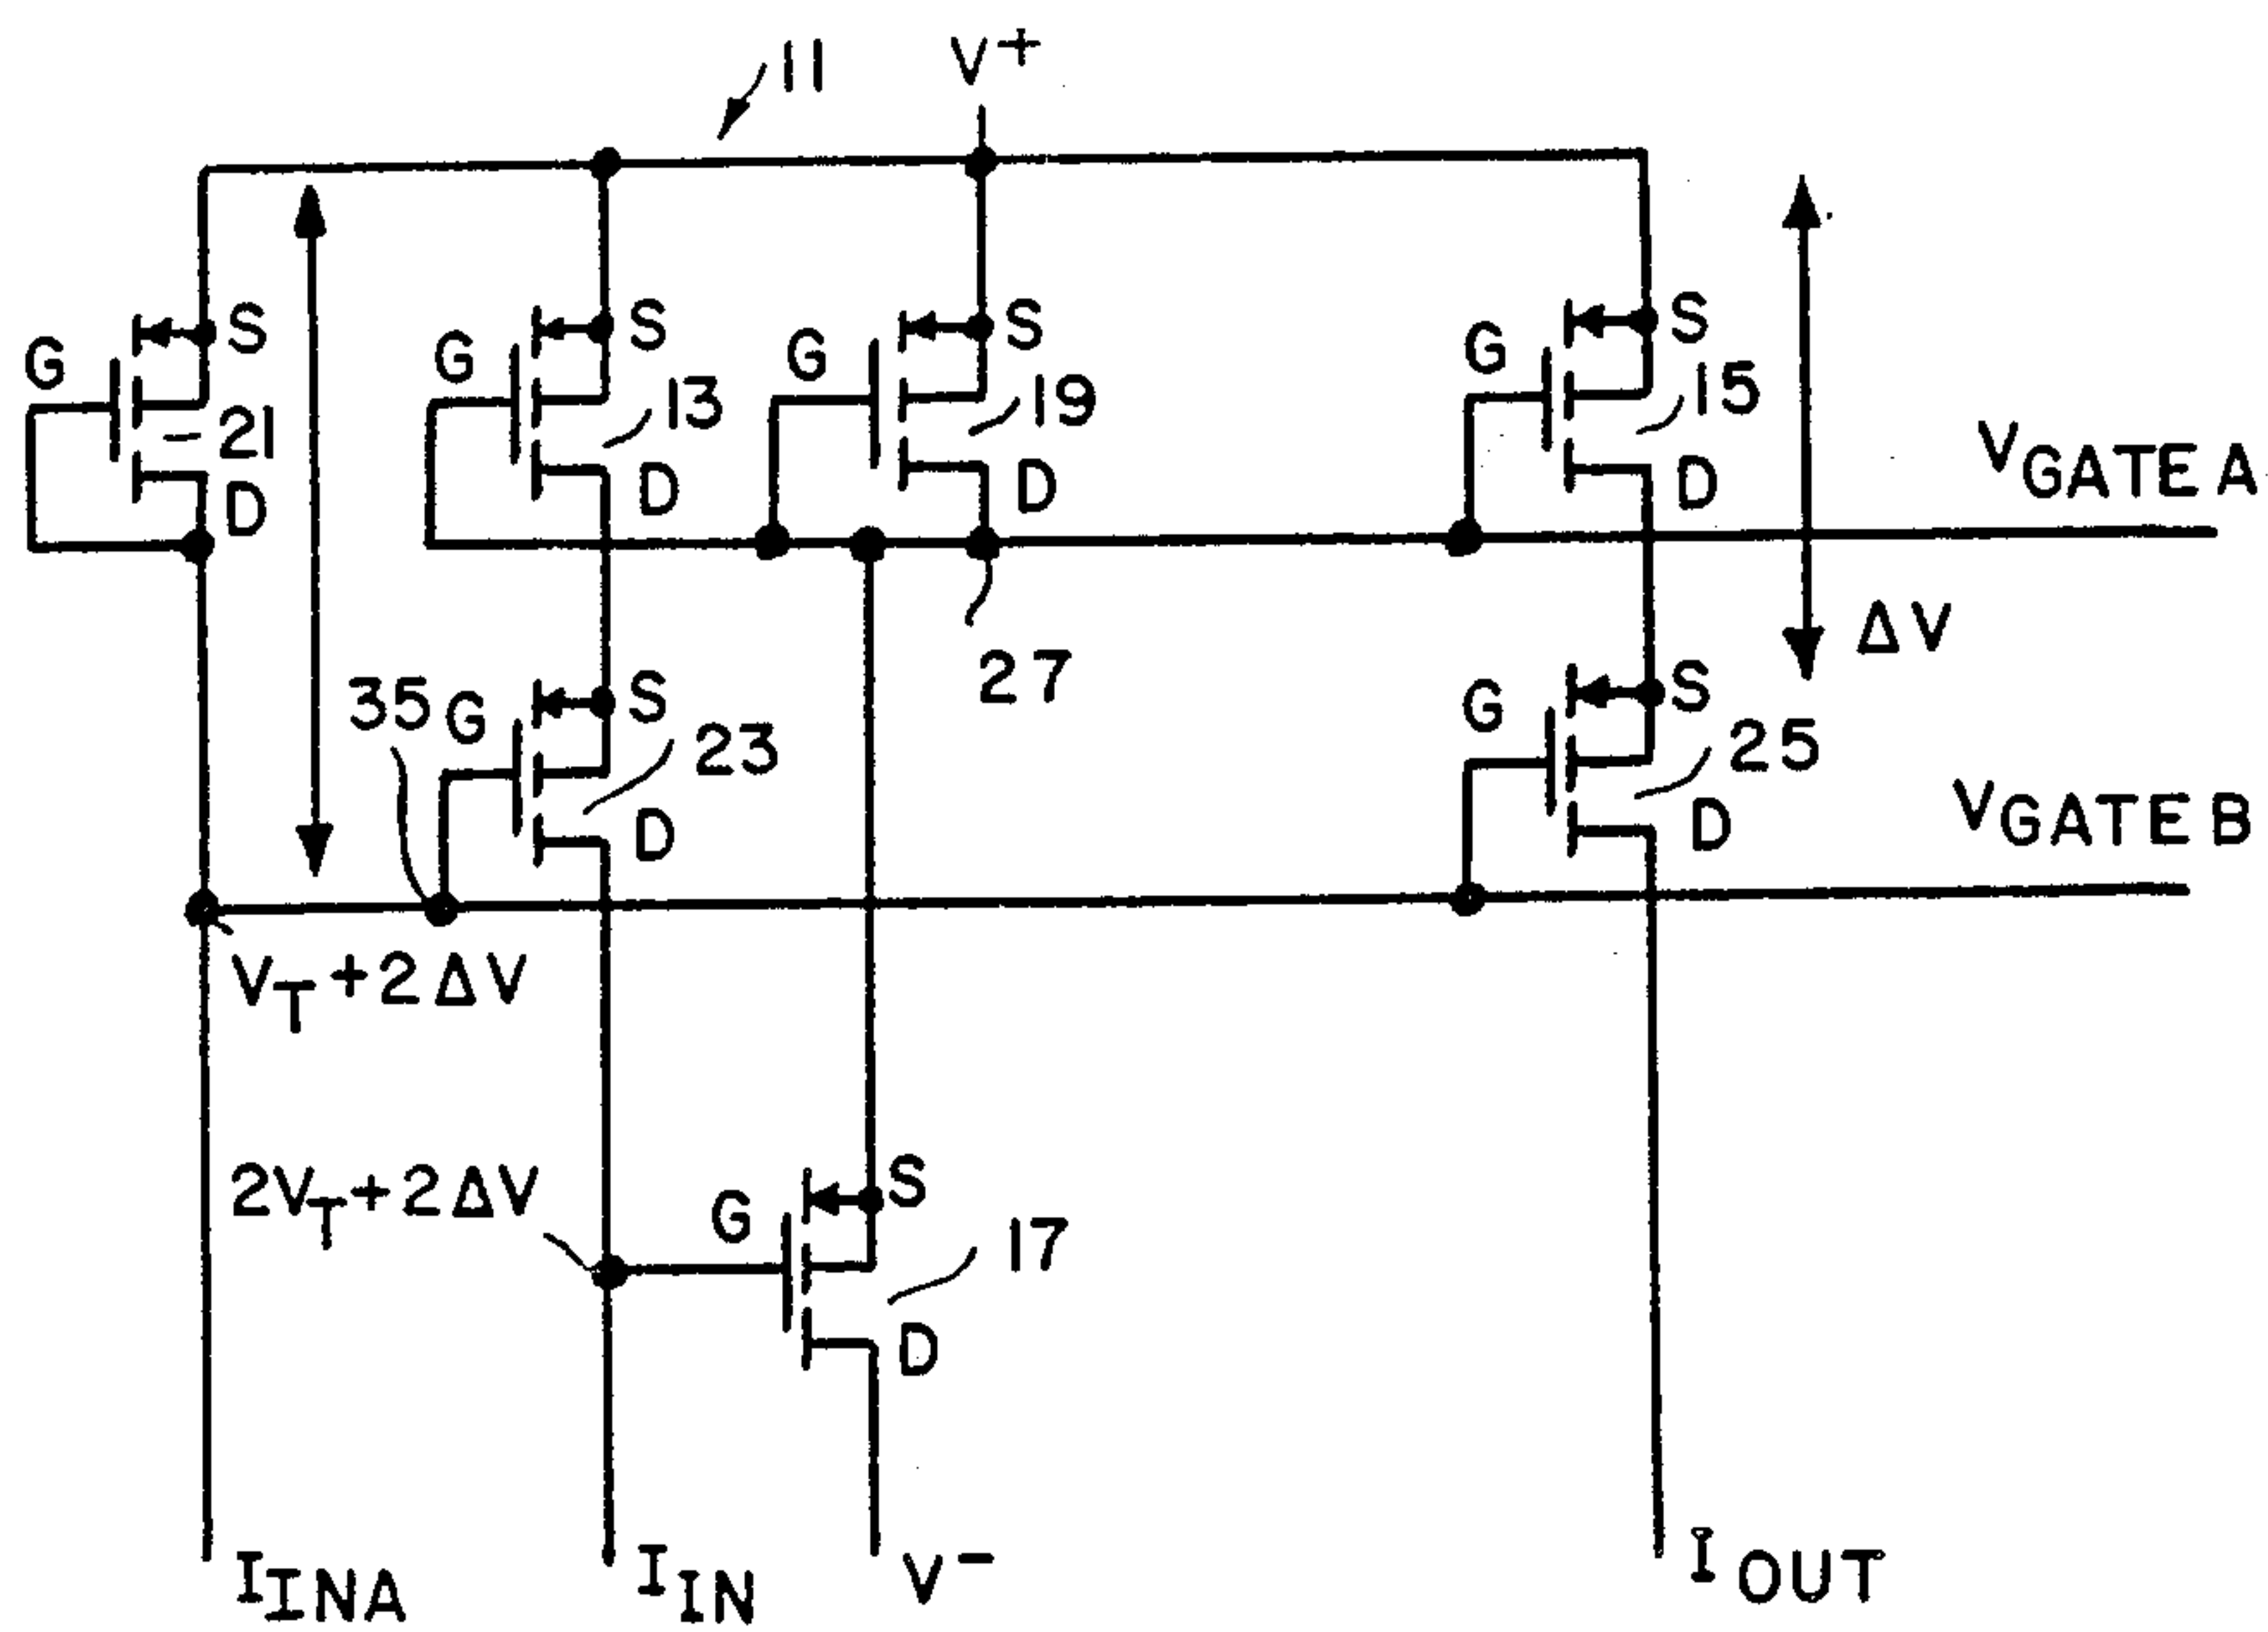 11
V+
G S
21
D
G S
13
D
G S
19
D
G S
15
D
VGATE A
27
ΔV
35
G S
23
D
G S
25
D
VGATE B
VT+2ΔV
2VT+2ΔV
G S
17
D
IINA
IIN
V−
IOUT